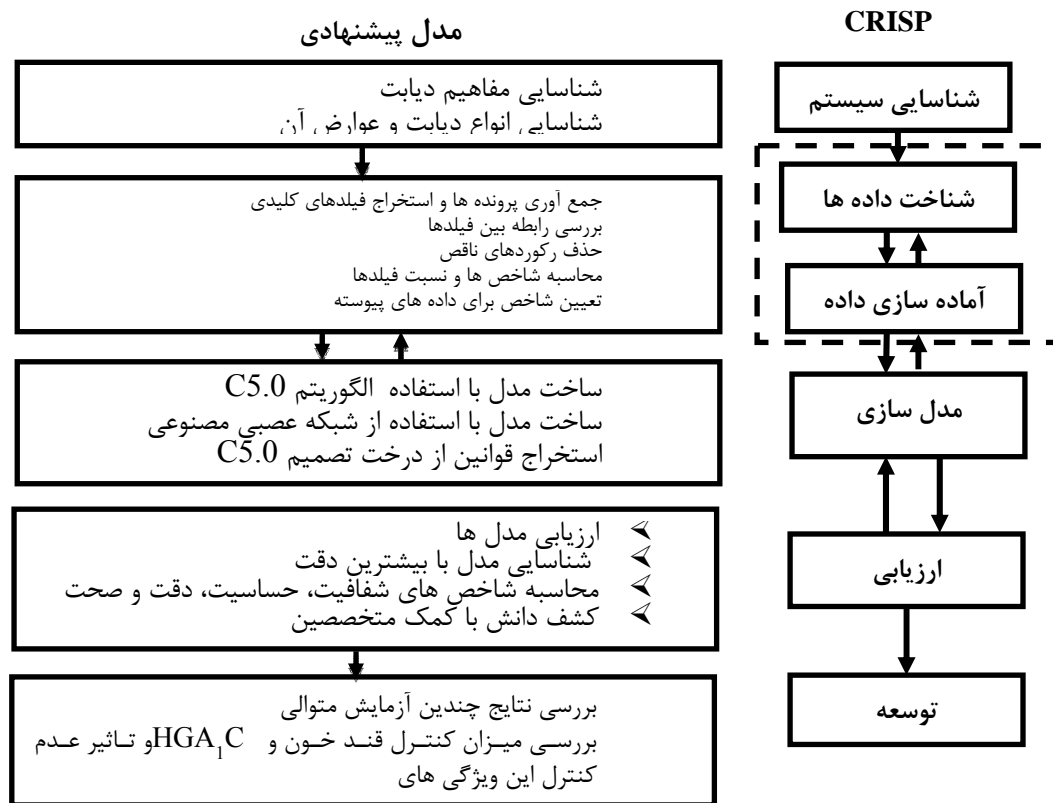 مدل پیشنهادی
CRISP
شناسایی مفاهیم دیابت
شناسایی انواع دیابت و عوارض آن
شناسایی سیستم
جمع آوری پرونده ها و استخراج فیلدهای کلیدی
بررسی رابطه بین فیلدها
حذف رکوردهای ناقص
محاسبه شاخص ها و نسبت فیلدها
تعیین شاخص برای داده های پیوسته
شناخت داده ها
آماده سازی داده
ساخت مدل با استفاده الگوریتم C5.0
ساخت مدل با استفاده از شبکه عصبی مصنوعی
استخراج قوانین از درخت تصمیم C5.0
مدل سازی
ارزیابی مدل ها
شناسایی مدل با بیشترین دقت
محاسبه شاخص های شفافیت، حساسیت، دقت و صحت
کشف دانش با کمک متخصصین
ارزیابی
بررسی نتایج چندین آزمایش متوالی
بررسی میزان کنترل قند خون و HGA₁C و تاثیر عدم
کنترل این ویژگی های
توسعه